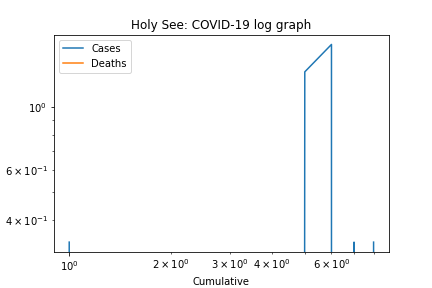 Holy See: COVID-19 log graph
Cases
Deaths
10⁰
6 × 10⁻¹
4 × 10⁻¹
10⁰ 2 × 10⁰ 3 × 10⁰ 4 × 10⁰ 6 × 10⁰
Cumulative